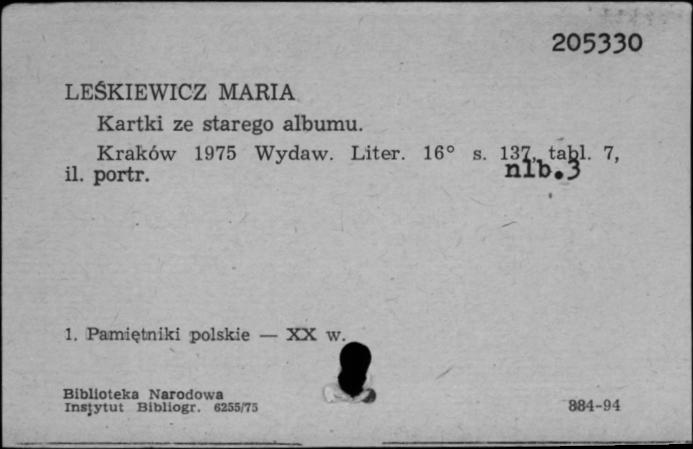 205330
LEŚKIEWICZ MARIA
Kartki ze starego albumu.
Kraków 1975 Wydaw. Liter. 16° s. 137, tabl. 7,
nlb.3
il. portr.
1. Pamiętniki polskie — XX w.
Biblioteka Narodowa
Instytut Bibliogr. 6255/75
884-94